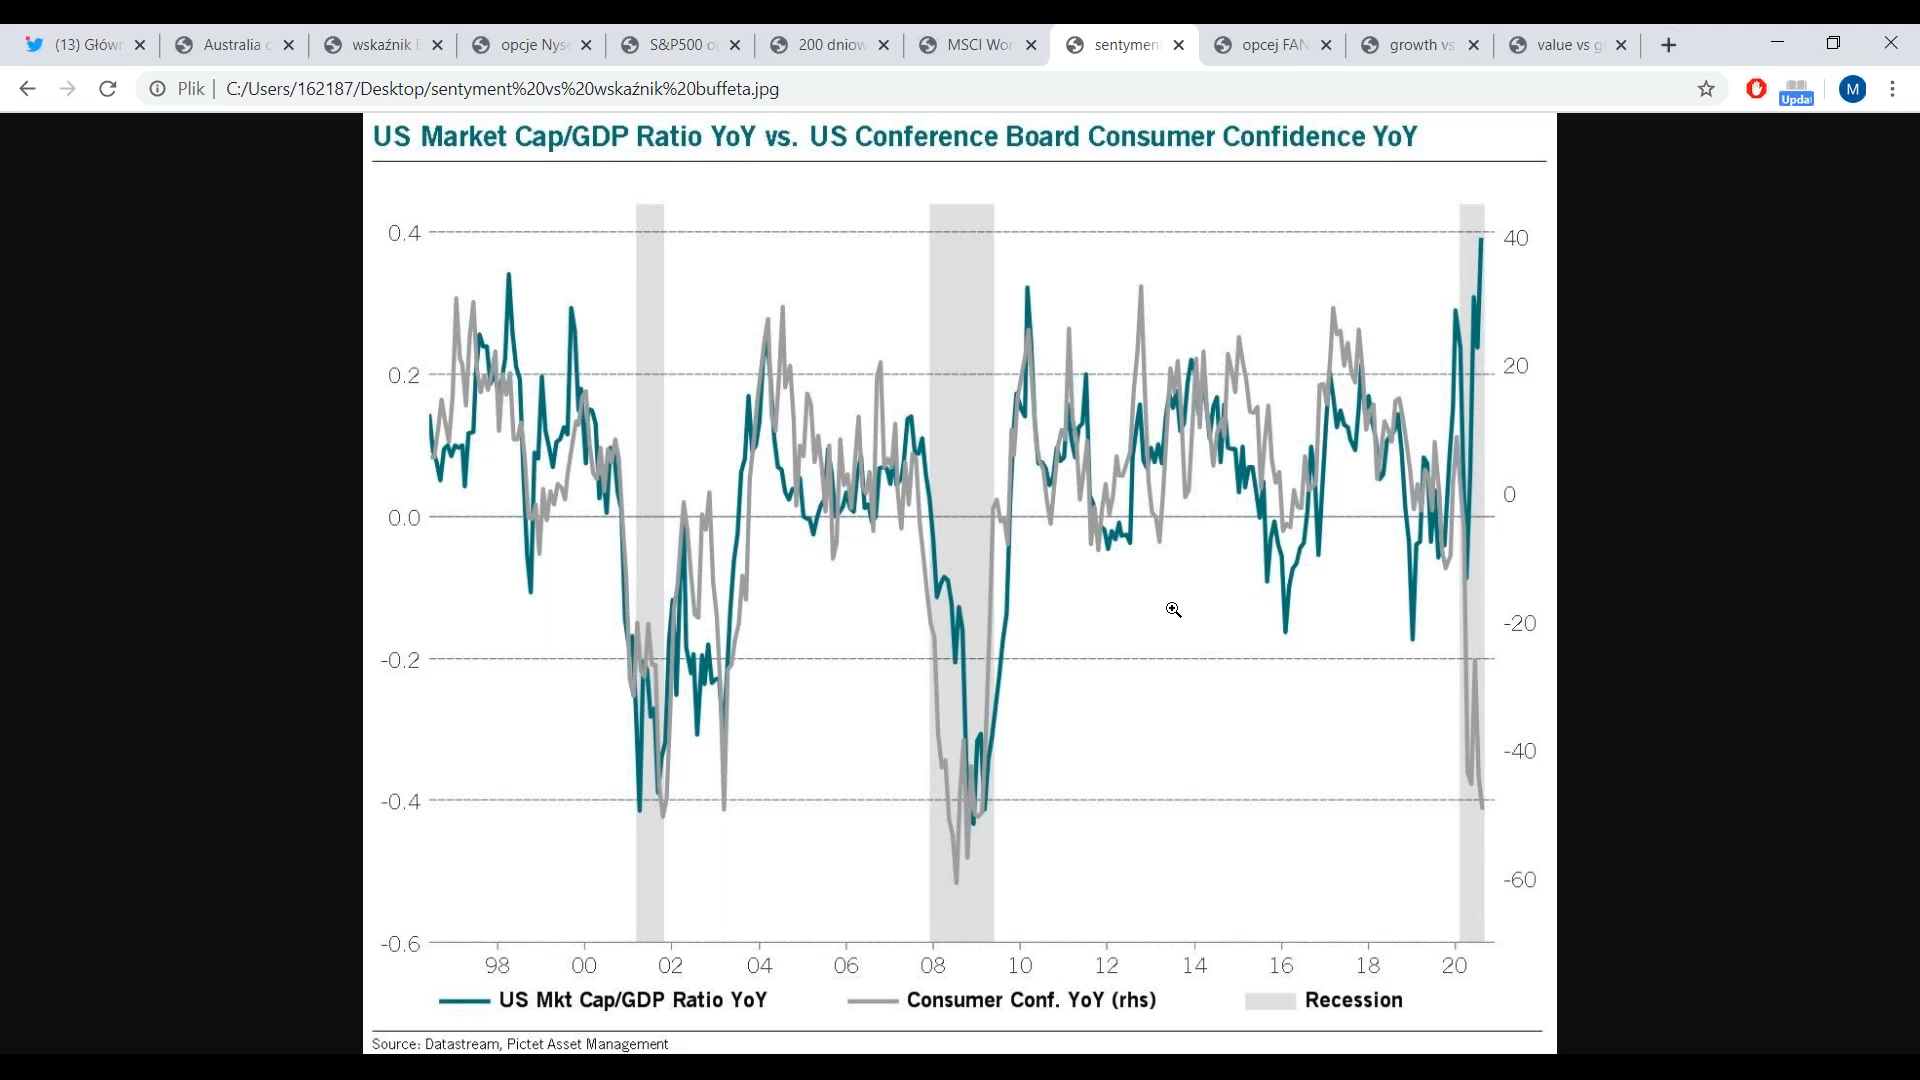 (13) Główn
Australia c
wskaźnik B
opcje Nyse
S&P500 o
200 dniow
MSCI Wor
sentyment
opcej FAN
growth vs
value vs g
Plik
C:/Users/162187/Desktop/sentyment%20vs%20wskaźnik%20buffeta.jpg
Updat
M
US Market Cap/GDP Ratio YoY vs. US Conference Board Consumer Confidence YoY
0.4
40
0.2
20
0.0
0
-0.2
-20
-0.4
-40
-60
-0.6
98 00 02 04 06 08 10 12 14 16 18 20
US Mkt Cap/GDP Ratio YoY
Consumer Conf. YoY (rhs)
Recession
Source: Datastream, Pictet Asset Management